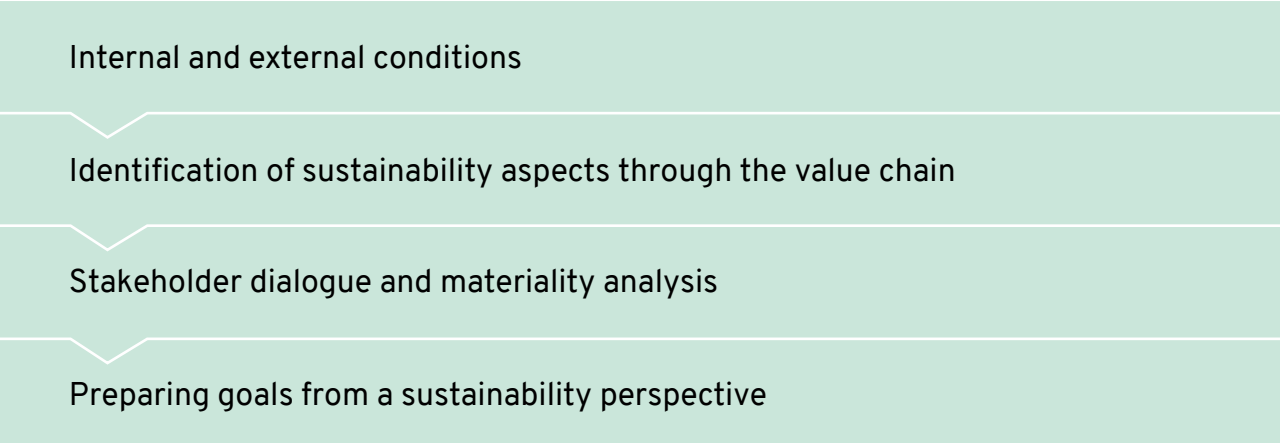 Internal and external conditions
Identification of sustainability aspects through the value chain
Stakeholder dialogue and materiality analysis
Preparing goals from a sustainability perspective